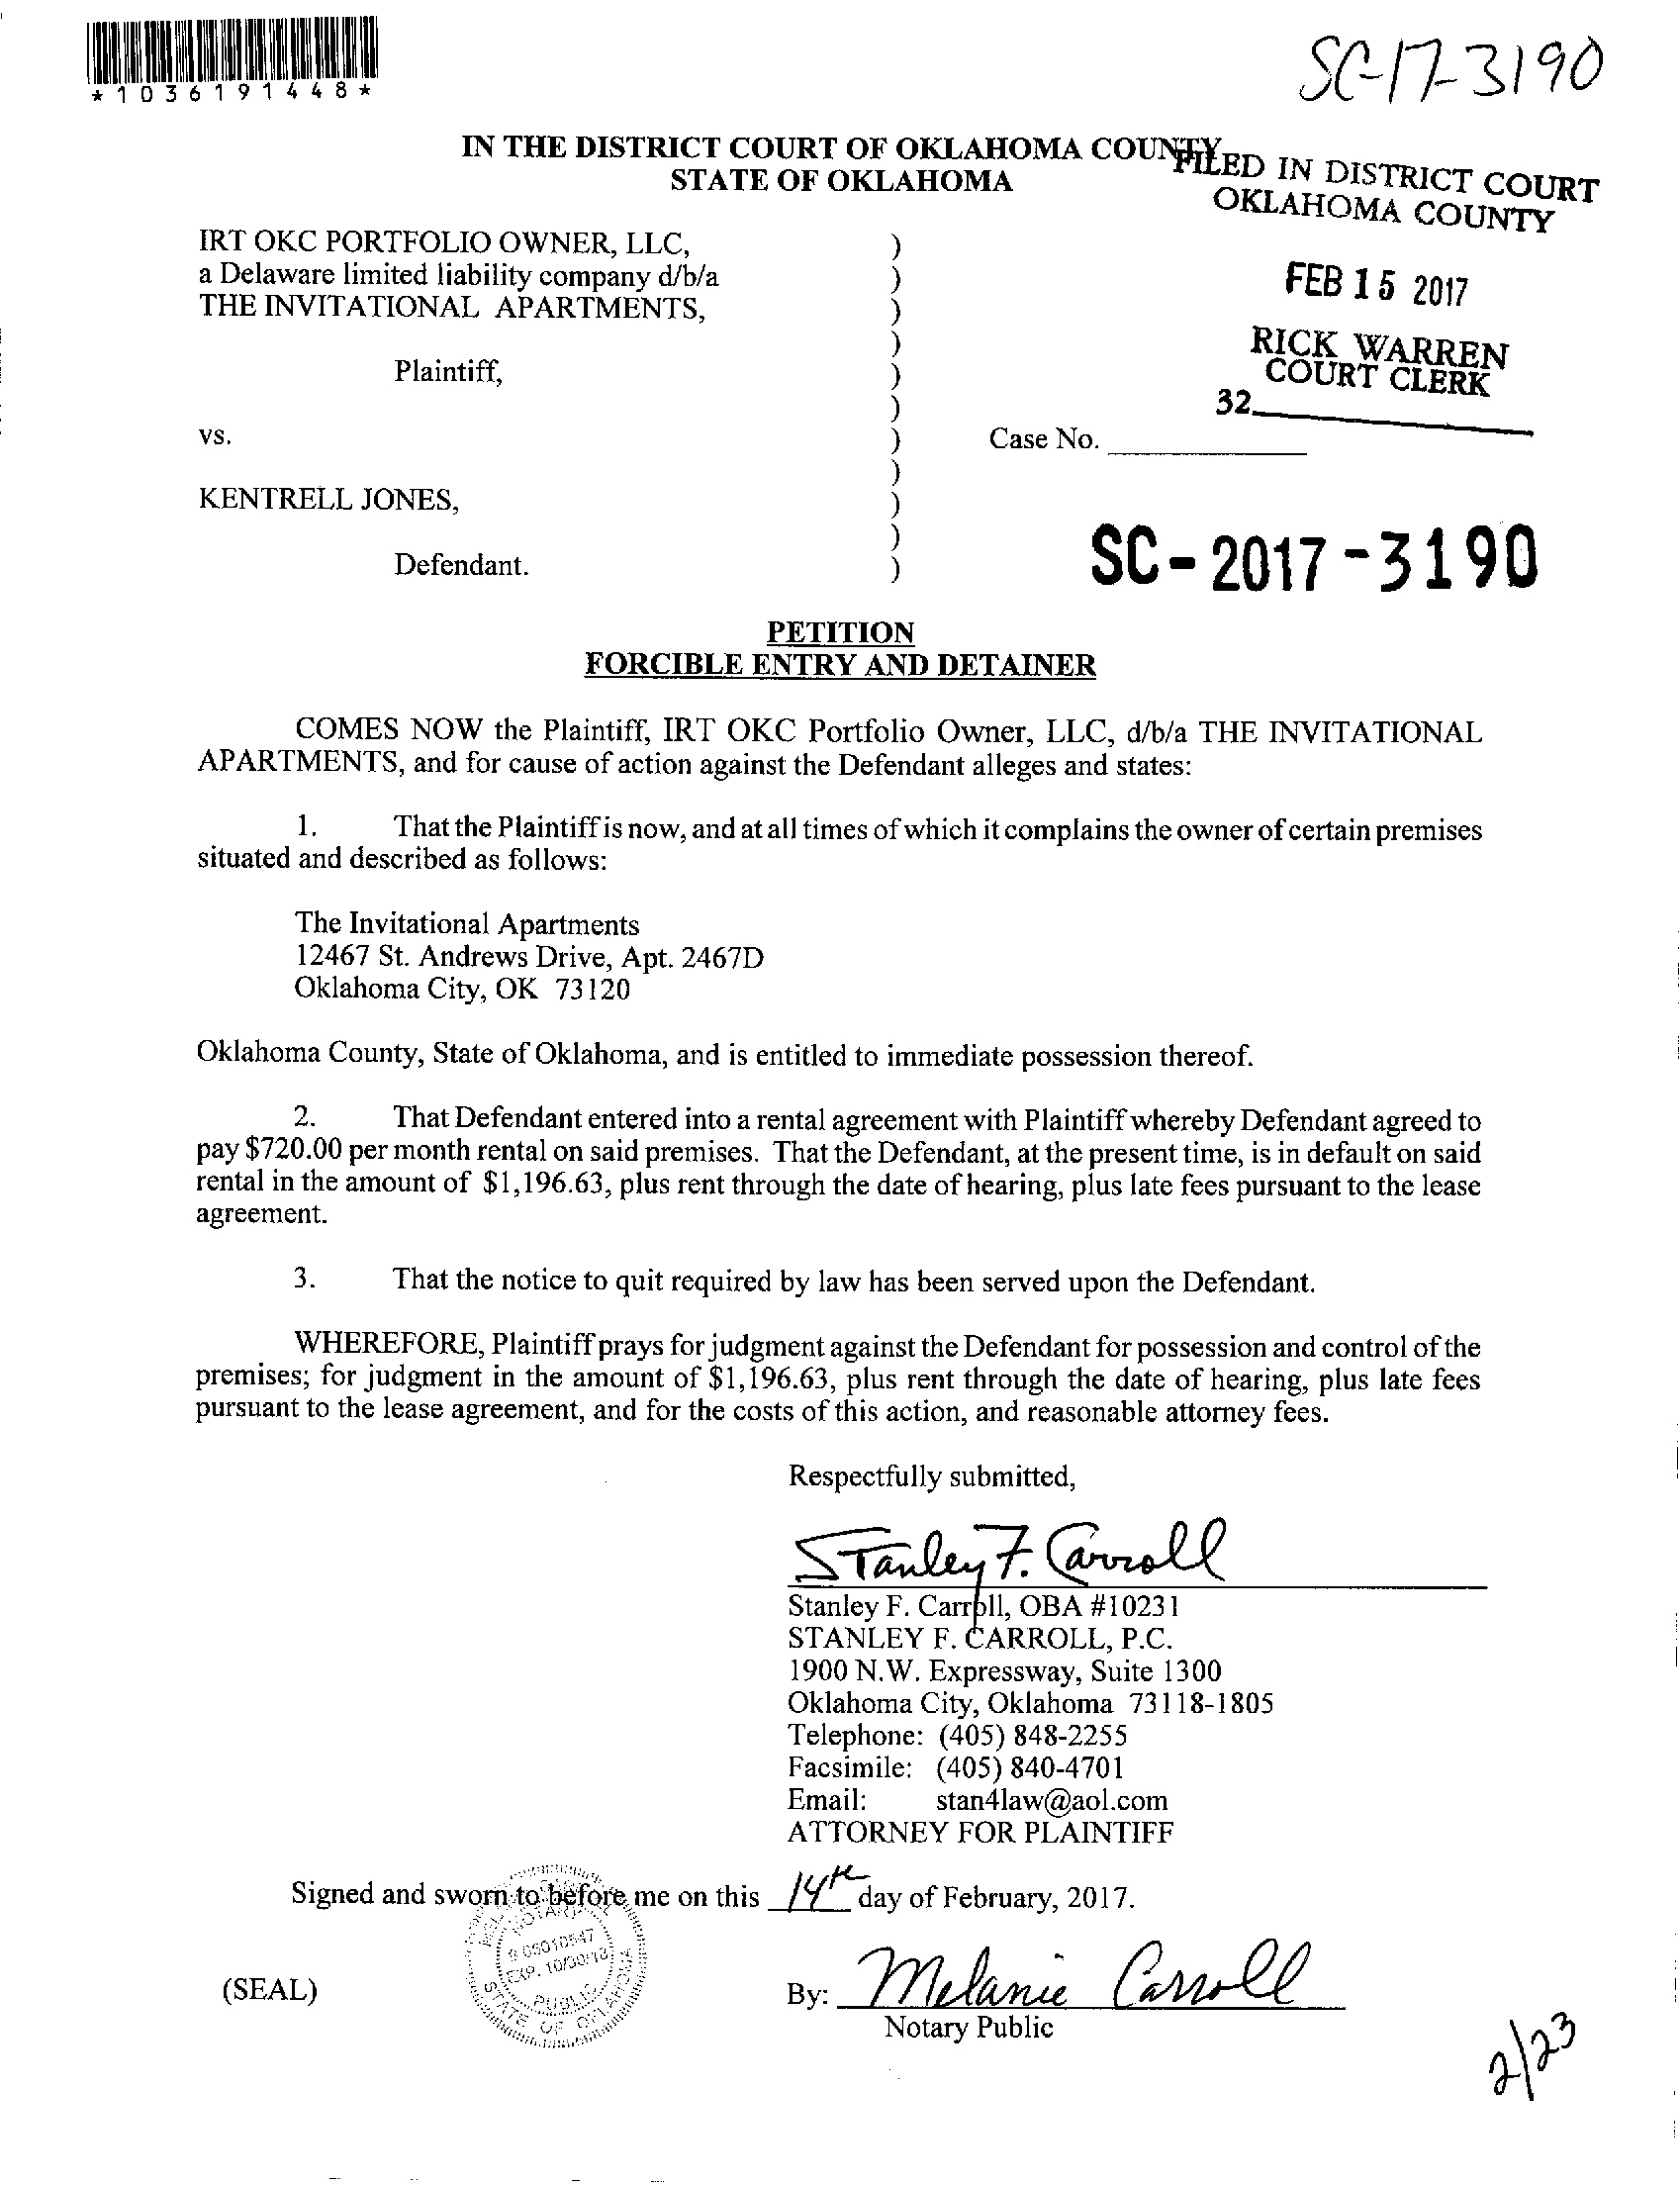 *1036191448*
SC-17-3190
IN THE DISTRICT COURT OF OKLAHOMA COUNTY
STATE OF OKLAHOMA
FILED IN DISTRICT COURT
OKLAHOMA COUNTY
FEB 15 2017
RICK WARREN
COURT CLERK
32
IRT OKC PORTFOLIO OWNER, LLC, )
a Delaware limited liability company d/b/a )
THE INVITATIONAL APARTMENTS, )
)
Plaintiff, )
)
vs. ) Case No.
)
KENTRELL JONES, )
)
Defendant. )
SC-2017-3190
PETITION
FORCIBLE ENTRY AND DETAINER
COMES NOW the Plaintiff, IRT OKC Portfolio Owner, LLC, d/b/a THE INVITATIONAL
APARTMENTS, and for cause of action against the Defendant alleges and states:
1. That the Plaintiff is now, and at all times of which it complains the owner of certain premises
situated and described as follows:
The Invitational Apartments
12467 St. Andrews Drive, Apt. 2467D
Oklahoma City, OK 73120
Oklahoma County, State of Oklahoma, and is entitled to immediate possession thereof.
2. That Defendant entered into a rental agreement with Plaintiff whereby Defendant agreed to
pay $720.00 per month rental on said premises. That the Defendant, at the present time, is in default on said
rental in the amount of $1,196.63, plus rent through the date of hearing, plus late fees pursuant to the lease
agreement.
3. That the notice to quit required by law has been served upon the Defendant.
WHEREFORE, Plaintiff prays for judgment against the Defendant for possession and control of the
premises; for judgment in the amount of $1,196.63, plus rent through the date of hearing, plus late fees
pursuant to the lease agreement, and for the costs of this action, and reasonable attorney fees.
Respectfully submitted,
Stanley F. Carroll
Stanley F. Carroll, OBA #10231
STANLEY F. CARROLL, P.C.
1900 N.W. Expressway, Suite 1300
Oklahoma City, Oklahoma 73118-1805
Telephone: (405) 848-2255
Facsimile: (405) 840-4701
Email: stan4law@aol.com
ATTORNEY FOR PLAINTIFF
Signed and sworn to before me on this 14th day of February, 2017.
NOTARY
# 05010547
EXP. 10/30/18
PUBLIC
STATE OF OKLAHOMA
(SEAL)
By: Melanie Carroll
Notary Public
2/23